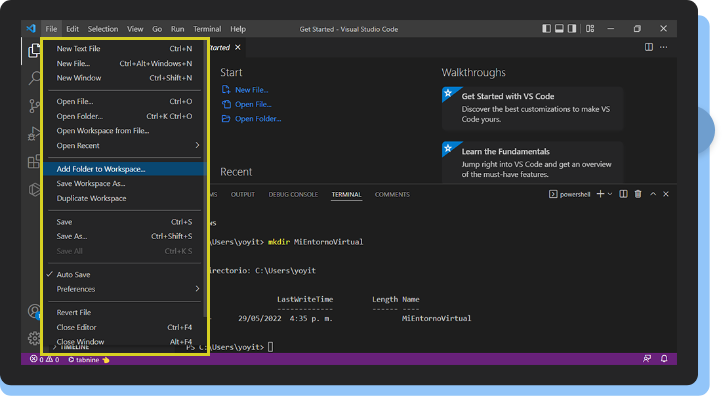 File Edit Selection View Go Run Terminal Help Get Started - Visual Studio Code
Started
New Text File Ctrl+N
New File... Ctrl+Alt+Windows+N
New Window Ctrl+Shift+N
Open File... Ctrl+O
Open Folder... Ctrl+K Ctrl+O
Open Workspace from File...
Open Recent
Add Folder to Workspace...
Save Workspace As...
Duplicate Workspace
Save Ctrl+S
Save As... Ctrl+Shift+S
Save All Ctrl+K S
Auto Save
Preferences
Revert File
Close Editor Ctrl+F4
Close Window Alt+F4
TIMELINE
Start
New File...
Open File...
Open Folder...
Recent
Walkthroughs
Get Started with VS Code
Discover the best customizations to make VS
Code yours.
Learn the Fundamentals
Jump right into VS Code and get an overview
of the must-have features.
MS OUTPUT DEBUG CONSOLE TERMINAL COMMENTS powershell
ws
\Users\yoyit> mkdir MiEntornoVirtual
irectorio: C:\Users\yoyit
LastWriteTime Length Name
------------- ------ ----
29/05/2022 4:35 p. m. MiEntornoVirtual
PS C:\Users\yoyit>
0 0 tabnine